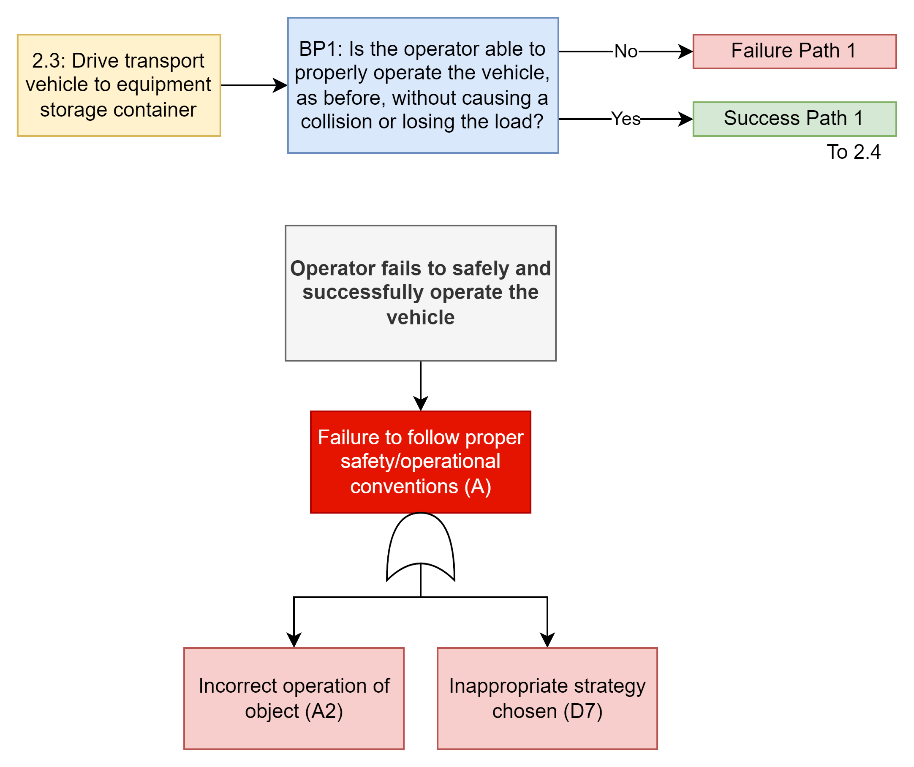 2.3: Drive transport
vehicle to equipment
storage container
BP1: Is the operator able to
properly operate the vehicle,
as before, without causing a
collision or losing the load?
No
Failure Path 1
Yes
Success Path 1
To 2.4
Operator fails to safely and
successfully operate the
vehicle
Failure to follow proper
safety/operational
conventions (A)
Incorrect operation of
object (A2)
Inappropriate strategy
chosen (D7)